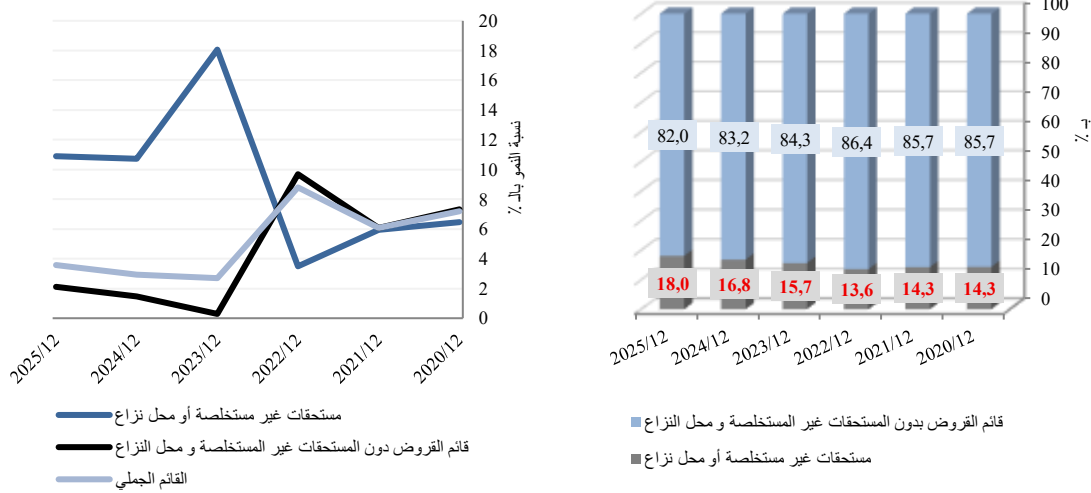 20
18
16
14
12
10
8
6
4
2
0
نسبة النمو بالـ ٪
2025/12 2024/12 2023/12 2022/12 2021/12 2020/12
مستحقات غير مستخلصة أو محل نزاع
قائم القروض دون المستحقات غير المستخلصة و محل النزاع
القائم الجملي
100
90
80
70
60
50
40
30
20
10
0
بـ ٪
82,0 83,2 84,3 86,4 85,7 85,7
18,0 16,8 15,7 13,6 14,3 14,3
2025/12 2024/12 2023/12 2022/12 2021/12 2020/12
قائم القروض بدون المستحقات غير المستخلصة و محل النزاع
مستحقات غير مستخلصة أو محل نزاع